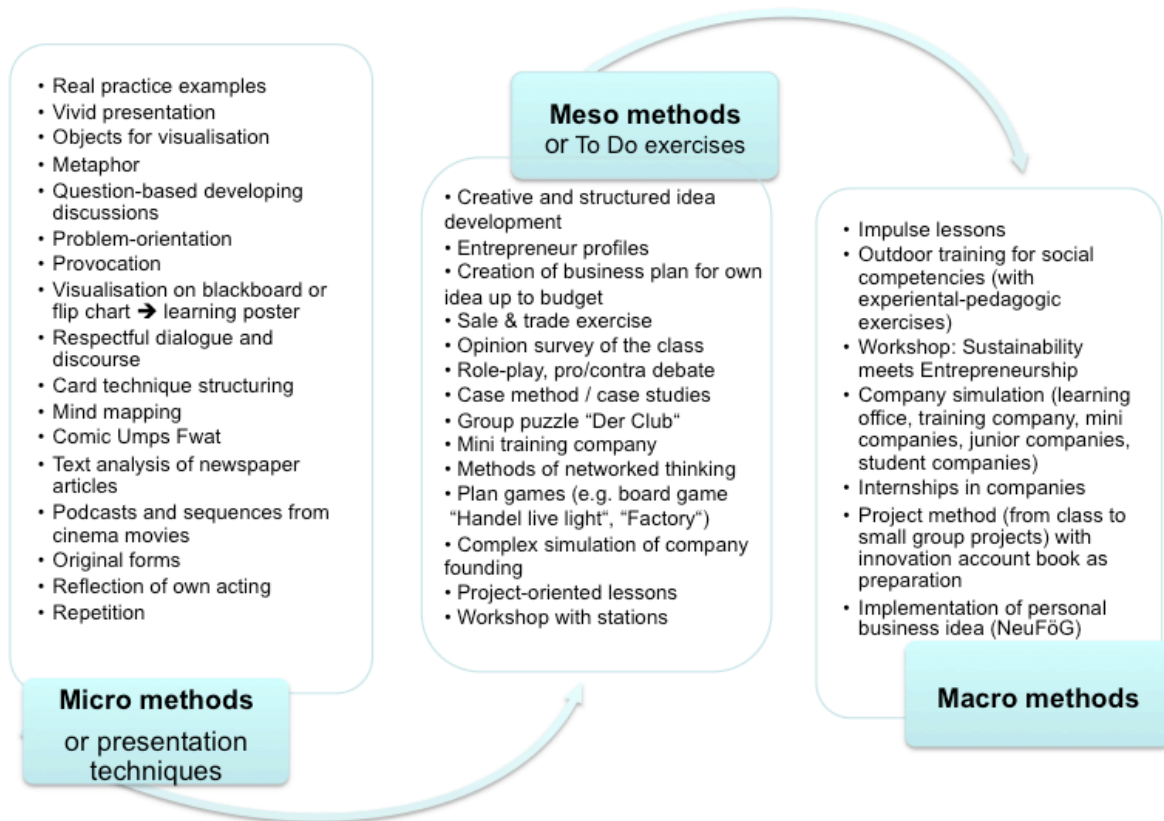 • Real practice examples
• Vivid presentation
• Objects for visualisation
• Metaphor
• Question-based developing
discussions
• Problem-orientation
• Provocation
• Visualisation on blackboard or
flip chart ➔ learning poster
• Respectful dialogue and
discourse
• Card technique structuring
• Mind mapping
• Comic Umps Fwat
• Text analysis of newspaper
articles
• Podcasts and sequences from
cinema movies
• Original forms
• Reflection of own acting
• Repetition
Micro methods
or presentation
techniques
Meso methods
or To Do exercises
• Creative and structured idea
development
• Entrepreneur profiles
• Creation of business plan for own
idea up to budget
• Sale & trade exercise
• Opinion survey of the class
• Role-play, pro/contra debate
• Case method / case studies
• Group puzzle “Der Club“
• Mini training company
• Methods of networked thinking
• Plan games (e.g. board game
“Handel live light“, “Factory“)
• Complex simulation of company
founding
• Project-oriented lessons
• Workshop with stations
• Impulse lessons
• Outdoor training for social
competencies (with
experiental-pedagogic
exercises)
• Workshop: Sustainability
meets Entrepreneurship
• Company simulation (learning
office, training company, mini
companies, junior companies,
student companies)
• Internships in companies
• Project method (from class to
small group projects) with
innovation account book as
preparation
• Implementation of personal
business idea (NeuFöG)
Macro methods